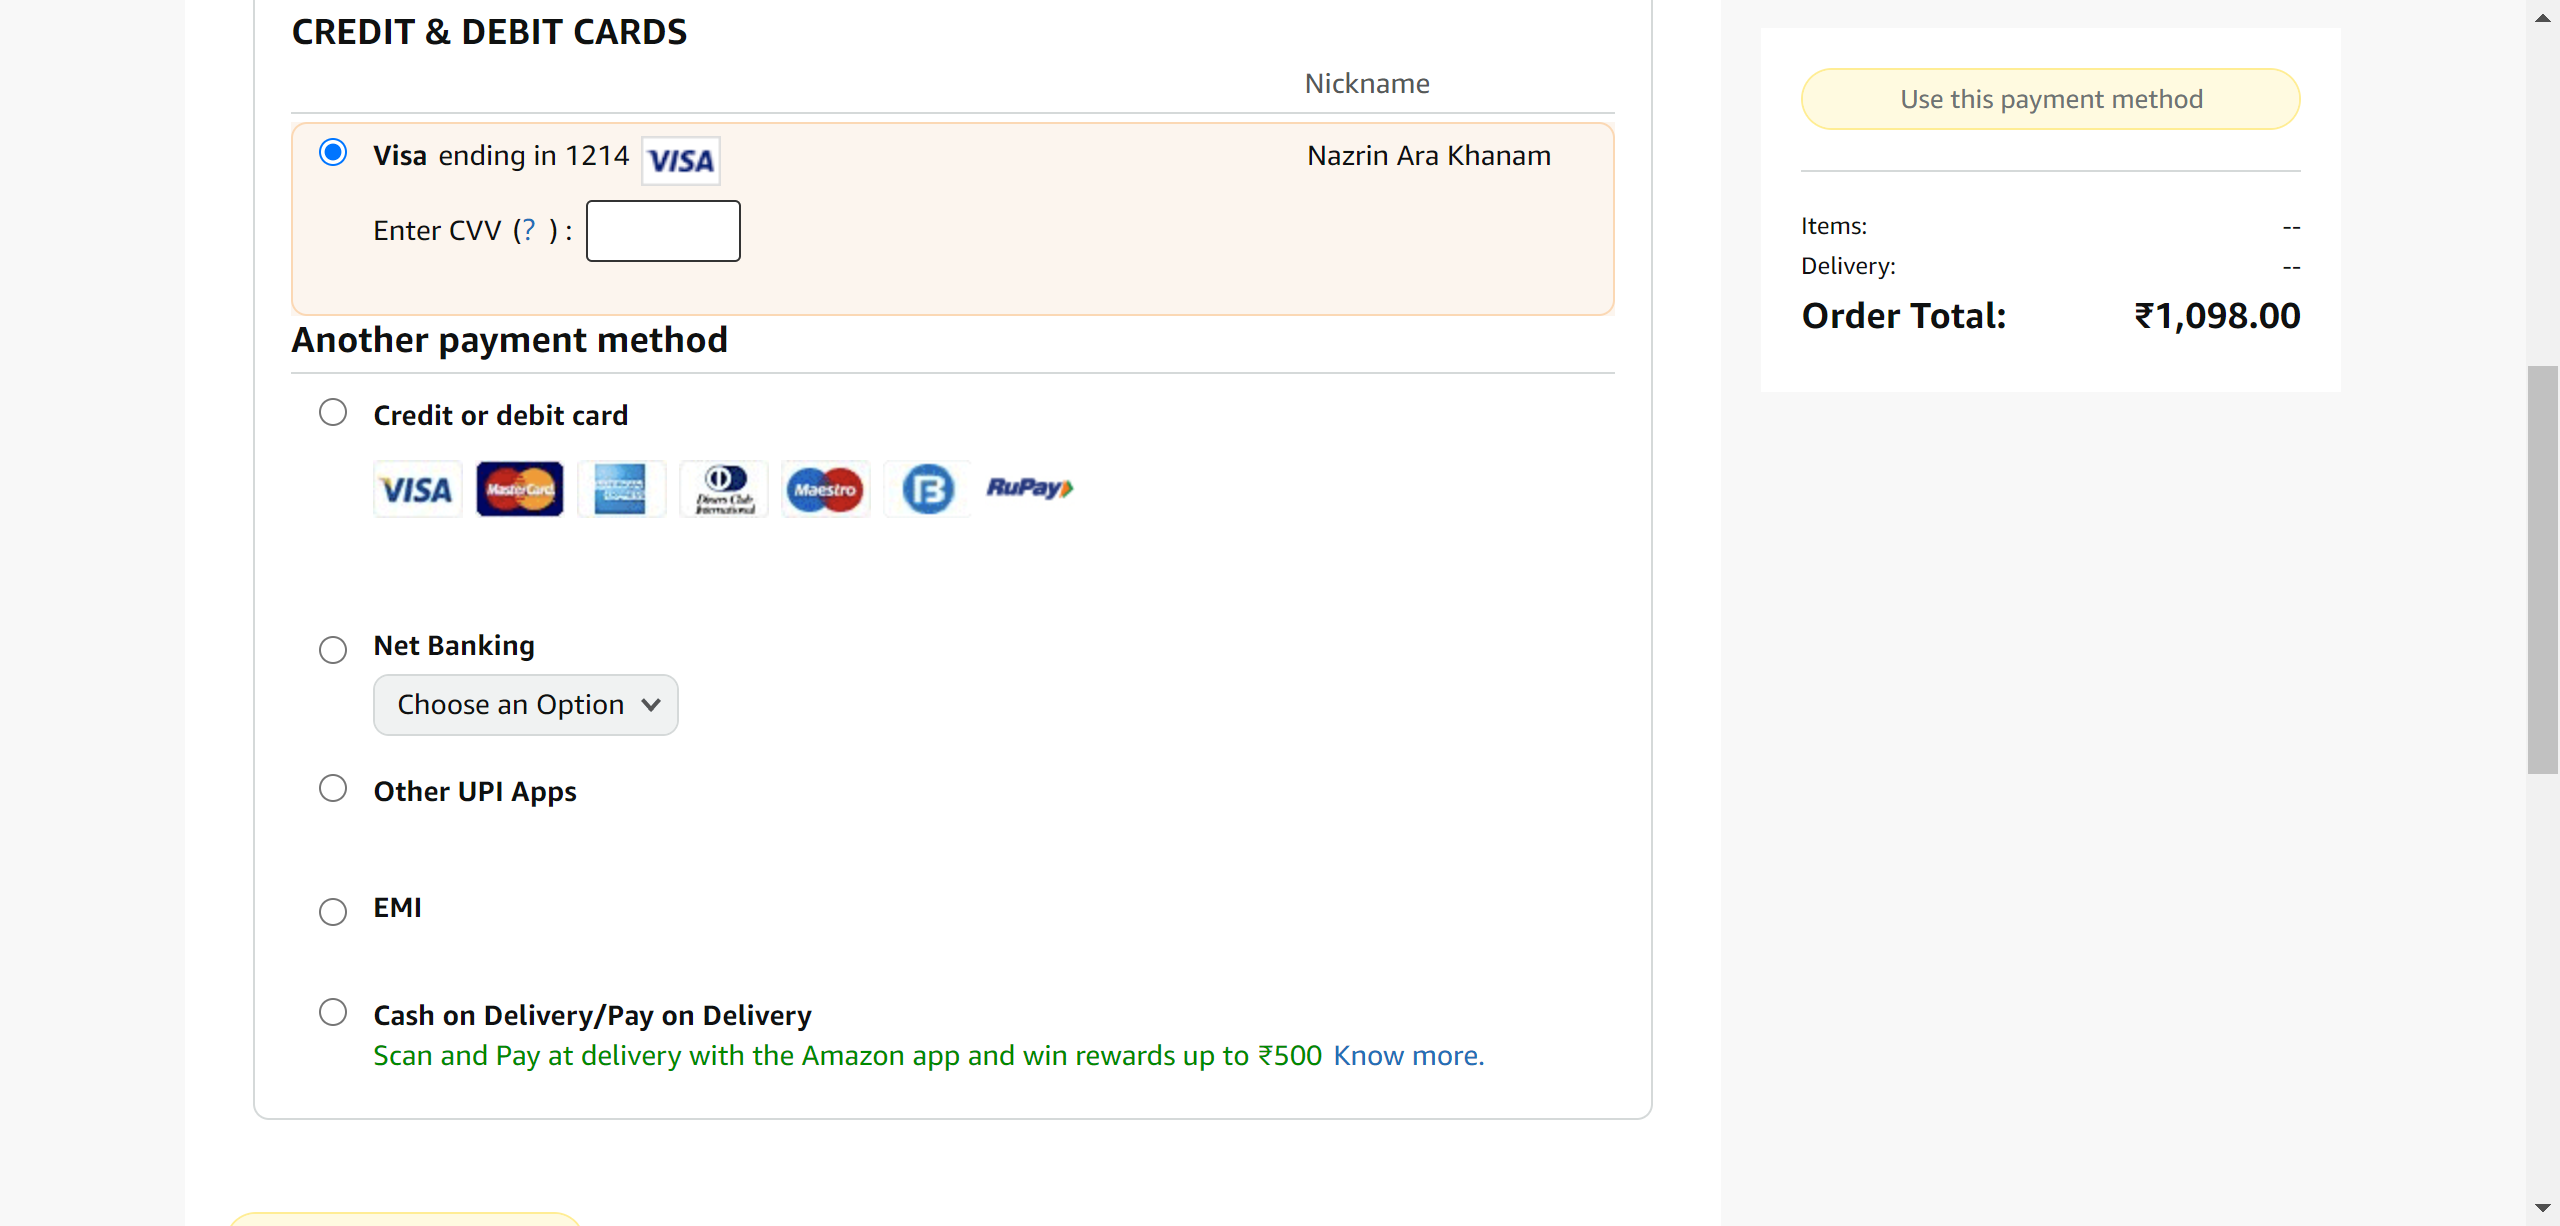 CREDIT & DEBIT CARDS
Nickname
Visa ending in 1214 VISA Nazrin Ara Khanam
Enter CVV (? ) :
Another payment method
Credit or debit card
VISA MasterCard AMERICAN EXPRESS Diners Club International Maestro B RuPay
Net Banking
Choose an Option
Other UPI Apps
EMI
Cash on Delivery/Pay on Delivery
Scan and Pay at delivery with the Amazon app and win rewards up to ₹500 Know more.
Use this payment method
Items: --
Delivery: --
Order Total: ₹1,098.00